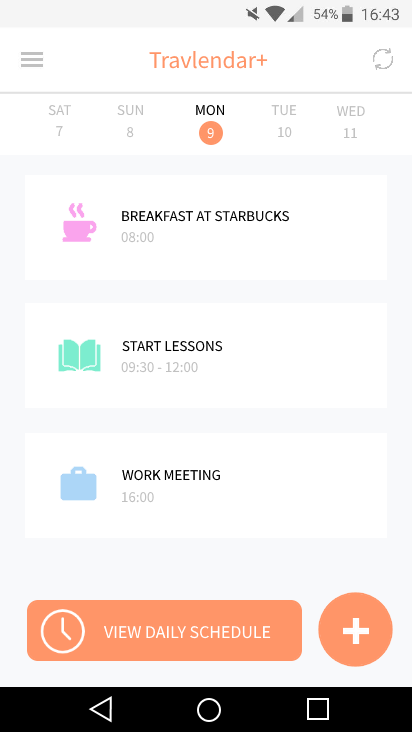 54% 16:43
Travlendar+
SAT SUN MON TUE WED
7 8 9 10 11
BREAKFAST AT STARBUCKS
08:00
START LESSONS
09:30 - 12:00
WORK MEETING
16:00
VIEW DAILY SCHEDULE